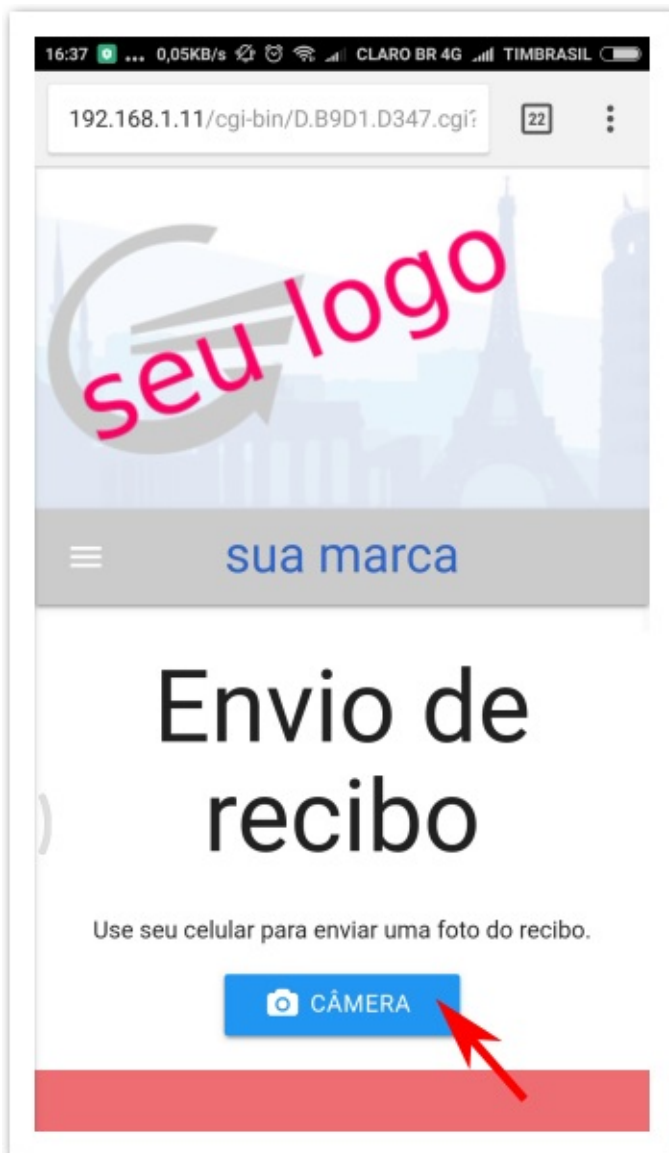 16:37 ... 0,05KB/s CLARO BR 4G TIMBRASIL
192.168.1.11/cgi-bin/D.B9D1.D347.cgi?
22
seu logo
sua marca
Envio de
recibo
Use seu celular para enviar uma foto do recibo.
CÂMERA